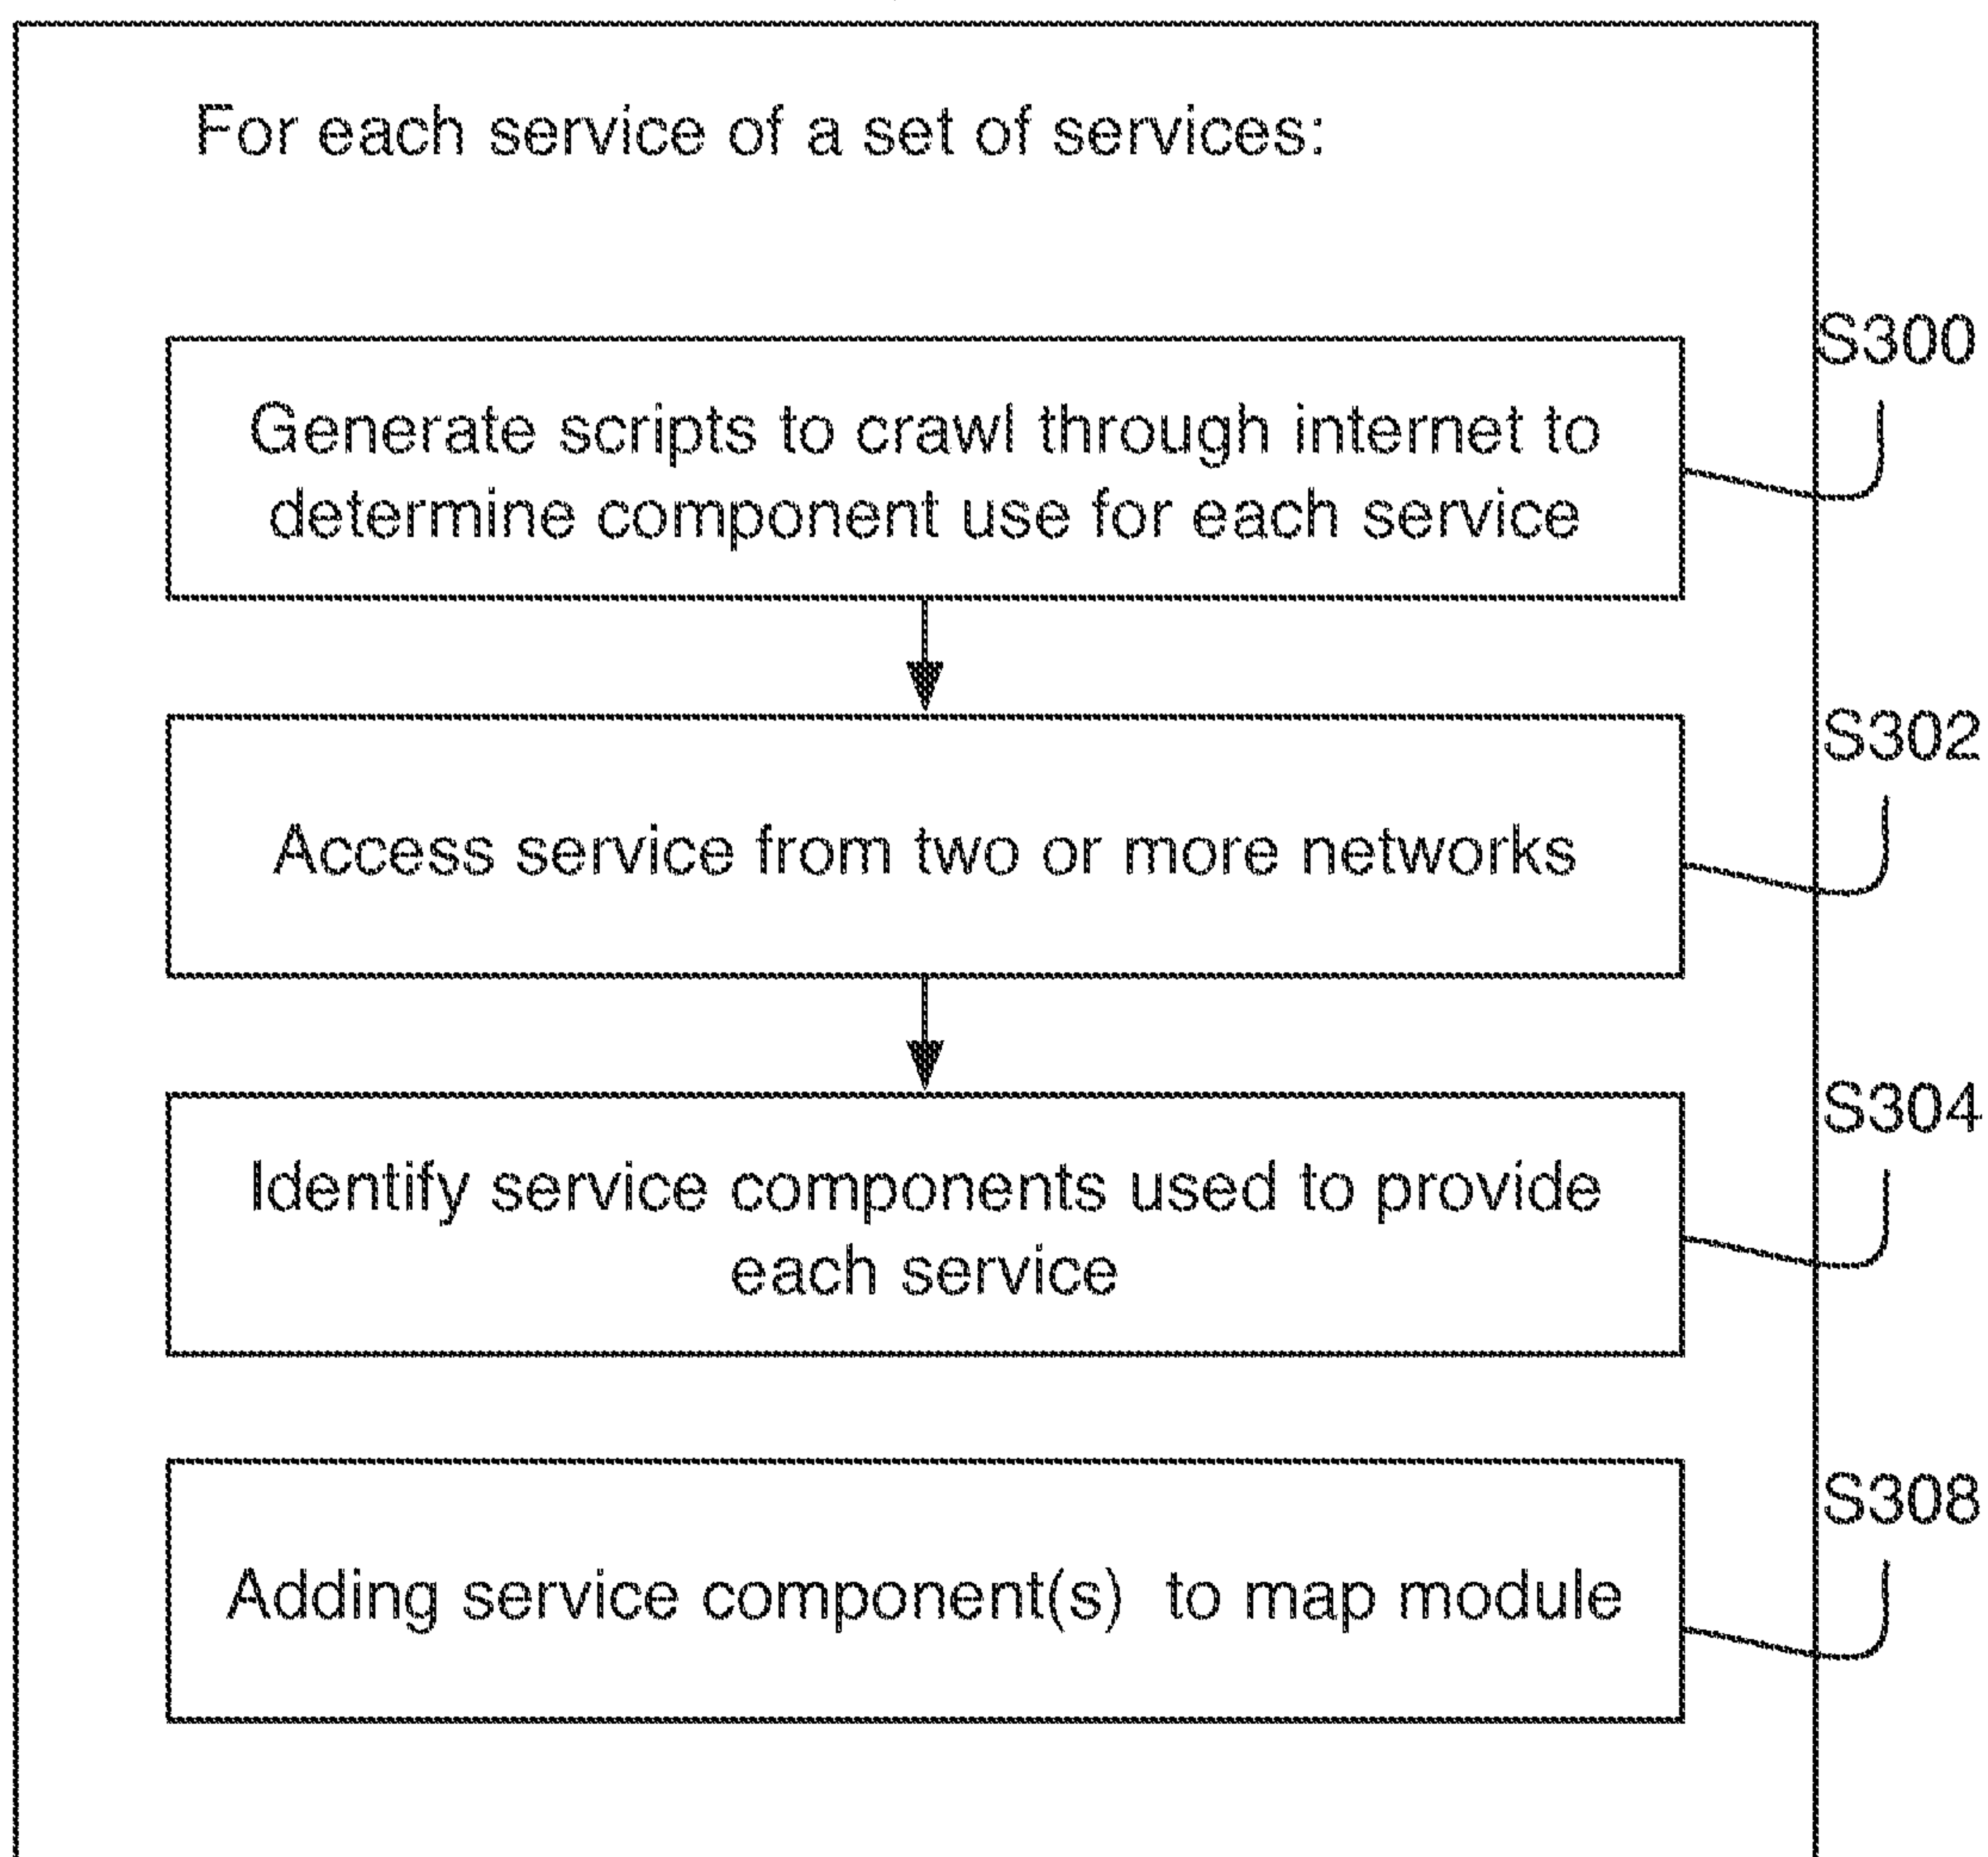 For each service of a set of services:
S300
Generate scripts to crawl through internet to
determine component use for each service
S302
Access service from two or more networks
S304
Identify service components used to provide
each service
S308
Adding service component(s) to map module